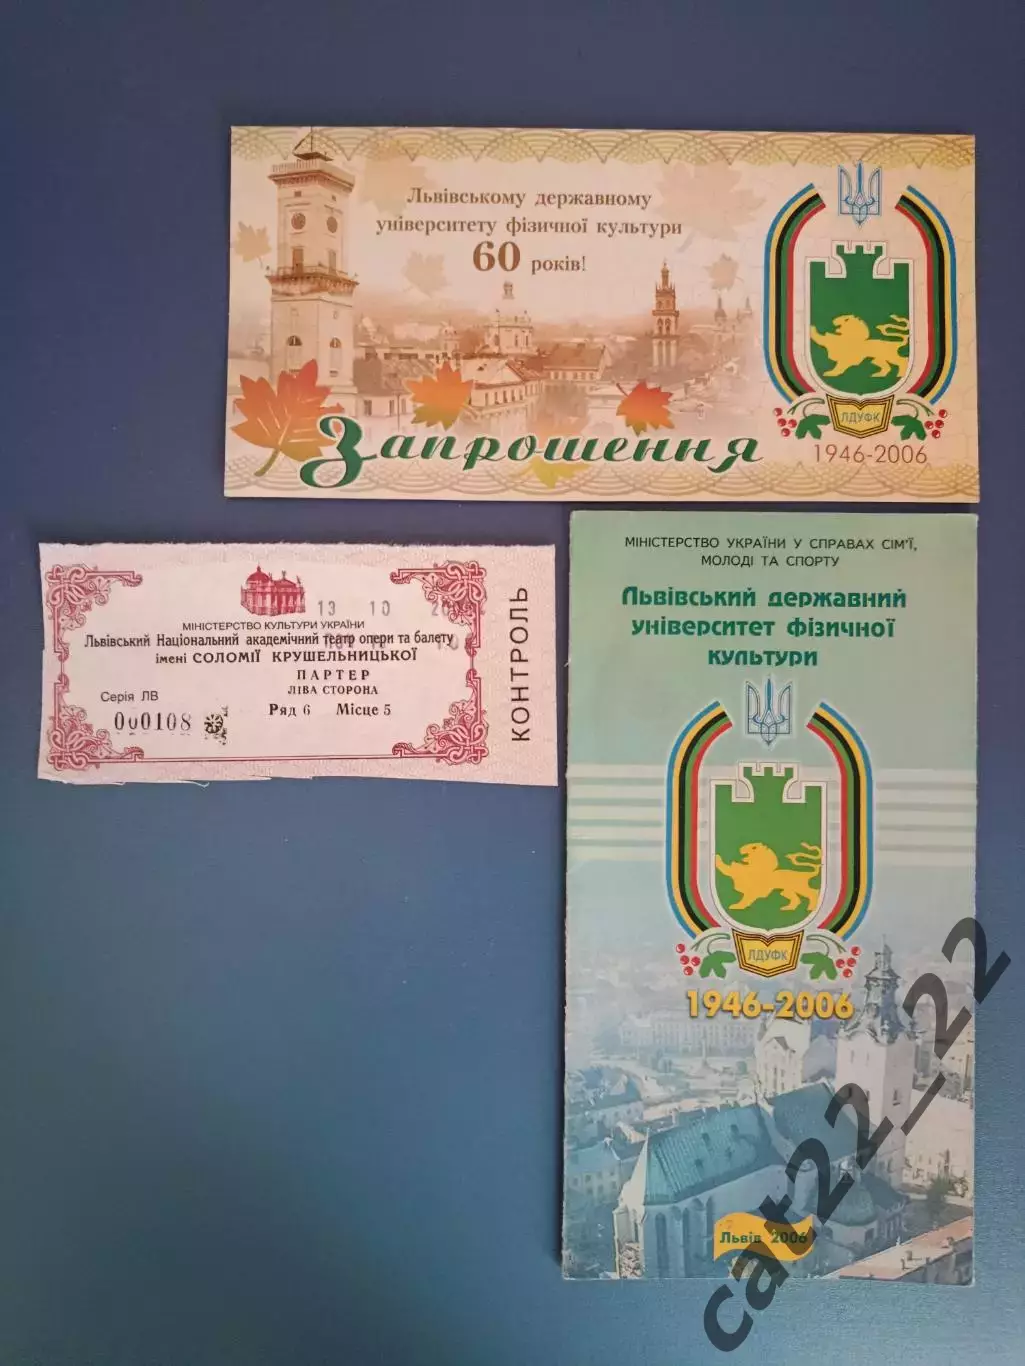 Львівському державному
університету фізичної культури
60 років!
Запрошення
ЛДУФК
1946-2006
13 10
МІНІСТЕРСТВО КУЛЬТУРИ УКРАЇНИ
Львівський Національний академічний театр опери та балету
імені СОЛОМІЇ КРУШЕЛЬНИЦЬКОЇ
ПАРТЕР
ЛІВА СТОРОНА
Серія ЛВ
000108
Ряд 6 Місце 5
КОНТРОЛЬ
МІНІСТЕРСТВО УКРАЇНИ У СПРАВАХ СІМ'Ї,
МОЛОДІ ТА СПОРТУ
Львівський державний
університет фізичної
культури
ЛДУФК
1946-2006
Львів 2006
cat22_22